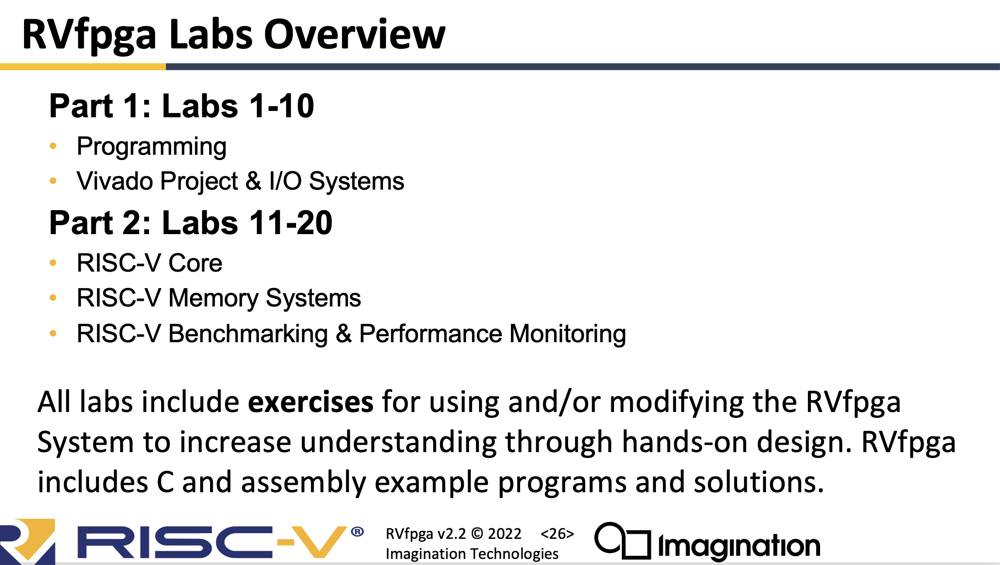 RVfpga Labs Overview
Part 1: Labs 1-10
• Programming
• Vivado Project & I/O Systems
Part 2: Labs 11-20
• RISC-V Core
• RISC-V Memory Systems
• RISC-V Benchmarking & Performance Monitoring
All labs include exercises for using and/or modifying the RVfpga
System to increase understanding through hands-on design. RVfpga
includes C and assembly example programs and solutions.
RISC-V®
RVfpga v2.2 © 2022 <26>
Imagination Technologies
Imagination